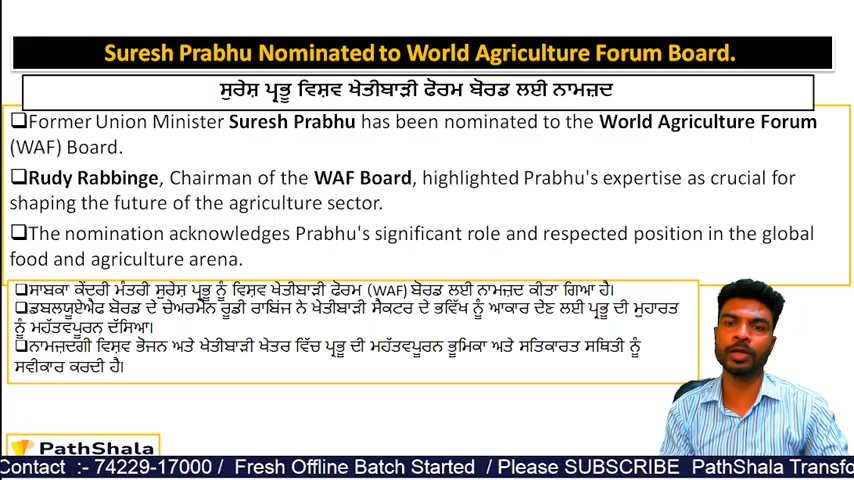 Suresh Prabhu Nominated to World Agriculture Forum Board.
ਸੁਰੇਸ਼ ਪ੍ਰਭੂ ਵਿਸ਼ਵ ਖੇਤੀਬਾੜੀ ਫੋਰਮ ਬੋਰਡ ਲਈ ਨਾਮਜ਼ਦ
❑Former Union Minister Suresh Prabhu has been nominated to the World Agriculture Forum
(WAF) Board.
❑Rudy Rabbinge, Chairman of the WAF Board, highlighted Prabhu's expertise as crucial for
shaping the future of the agriculture sector.
❑The nomination acknowledges Prabhu's significant role and respected position in the global
food and agriculture arena.
❑ਸਾਬਕਾ ਕੇਂਦਰੀ ਮੰਤਰੀ ਸੁਰੇਸ਼ ਪ੍ਰਭੂ ਨੂੰ ਵਿਸ਼ਵ ਖੇਤੀਬਾੜੀ ਫੋਰਮ (WAF) ਬੋਰਡ ਲਈ ਨਾਮਜ਼ਦ ਕੀਤਾ ਗਿਆ ਹੈ।
❑ਡਬਲਯੂਏਐਫ ਬੋਰਡ ਦੇ ਚੇਅਰਮੈਨ ਰੂਡੀ ਰਾਬਿੰਜ ਨੇ ਖੇਤੀਬਾੜੀ ਸੈਕਟਰ ਦੇ ਭਵਿੱਖ ਨੂੰ ਆਕਾਰ ਦੇਣ ਲਈ ਪ੍ਰਭੂ ਦੀ ਮੁਹਾਰਤ
ਨੂੰ ਮਹੱਤਵਪੂਰਨ ਦੱਸਿਆ।
❑ਨਾਮਜ਼ਦਗੀ ਵਿਸ਼ਵ ਭੋਜਨ ਅਤੇ ਖੇਤੀਬਾੜੀ ਖੇਤਰ ਵਿੱਚ ਪ੍ਰਭੂ ਦੀ ਮਹੱਤਵਪੂਰਨ ਭੂਮਿਕਾ ਅਤੇ ਸਤਿਕਾਰਤ ਸਥਿਤੀ ਨੂੰ
ਸਵੀਕਾਰ ਕਰਦੀ ਹੈ।
PathShala
Contact :- 74229-17000 / Fresh Offline Batch Started / Please SUBSCRIBE PathShala Transfo